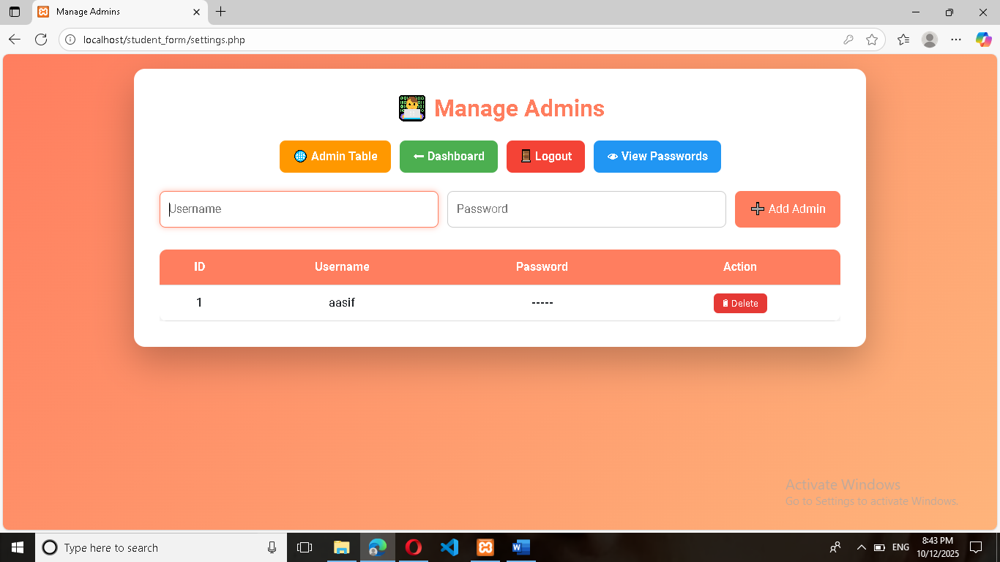 Manage Admins
localhost/student_form/settings.php
Manage Admins
Admin Table
Dashboard
Logout
View Passwords
Username
Password
Add Admin
ID Username Password Action
1 aasif ----- Delete
Activate Windows
Go to Settings to activate Windows.
Type here to search
ENG
8:43 PM
10/12/2025